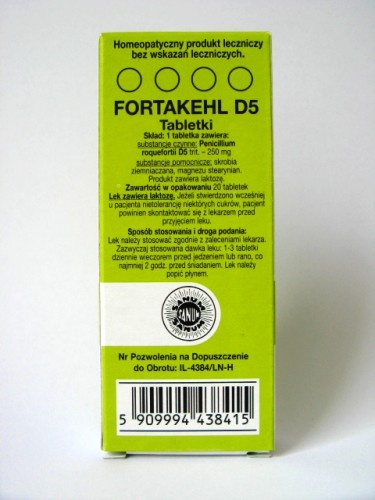 Homeopatyczny produkt leczniczy
bez wskazań leczniczych.
FORTAKEHL D5
Tabletki
Skład: 1 tabletka zawiera:
substancje czynne: Penicillium
roquefortii D5 trit. – 250 mg
substancje pomocnicze: skrobia
ziemniaczana, magnezu stearynian.
Produkt zawiera laktozę.
Zawartość w opakowaniu 20 tabletek
Lek zawiera laktozę. Jeżeli stwierdzono wcześniej
u pacjenta nietolerancję niektórych cukrów, pacjent
powinien skontaktować się z lekarzem przed
przyjęciem leku.
Sposób stosowania i droga podania:
Lek należy stosować zgodnie z zaleceniami lekarza.
Zazwyczaj stosowana dawka leku: 1-3 tabletki
dziennie wieczorem przed jedzeniem lub rano, co
najmniej 2 godz. przed śniadaniem. Lek należy
popić płynem.
SANUM
SANUM
SANUM
Nr Pozwolenia na Dopuszczenie
do Obrotu: IL-4384/LN-H
5 909994 438415